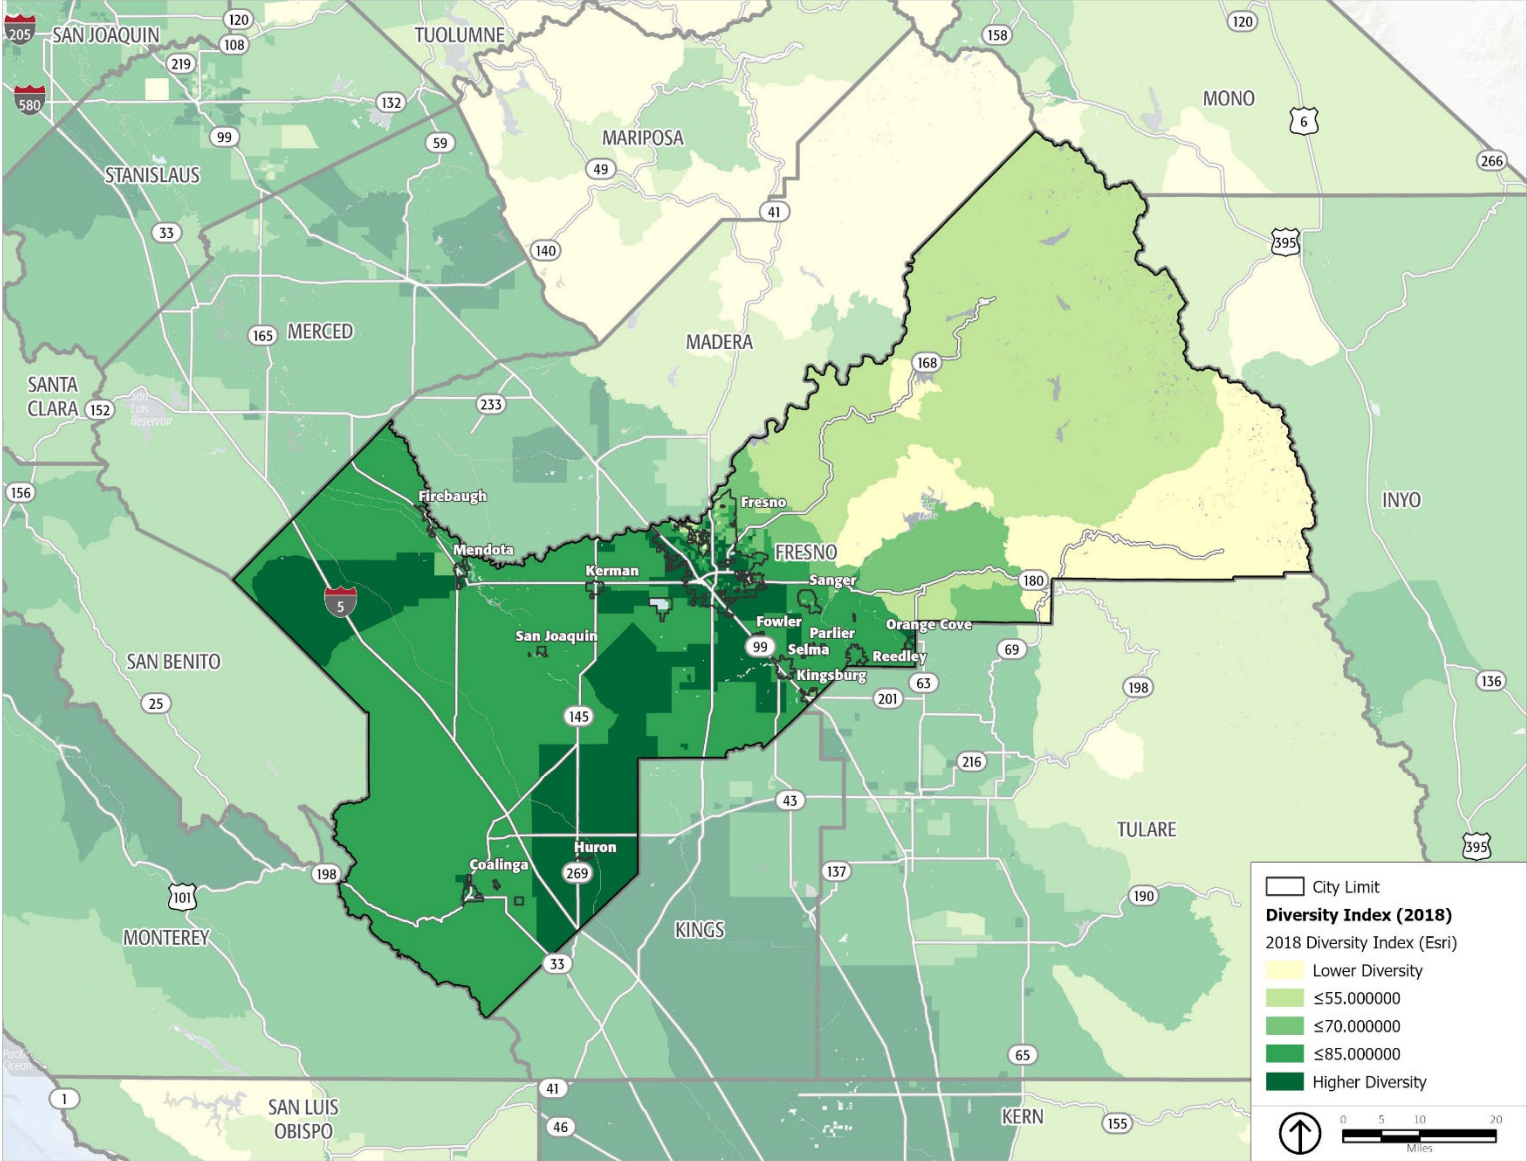 205
SAN JOAQUIN
120
108
219
580
132
99
59
STANISLAUS
33
TUOLUMNE
MARIPOSA
49
140
41
158
120
MONO
6
266
395
165
MERCED
MADERA
168
SANTA
CLARA
152
San
Luis
Reservoir
233
156
Firebaugh
Fresno
INYO
Mendota
FRESNO
Kerman
Sanger
180
5
San Joaquin
Fowler
Parlier
Orange Cove
99
Selma
Reedley
69
SAN BENITO
Kingsburg
63
198
136
25
201
145
216
43
TULARE
395
Huron
Coalinga
198
269
137
101
190
MONTEREY
KINGS
33
65
Pacific
Ocean
1
41
SAN LUIS
OBISPO
46
KERN
155
City Limit
Diversity Index (2018)
2018 Diversity Index (Esri)
Lower Diversity
≤55.000000
≤70.000000
≤85.000000
Higher Diversity
0 5 10 20
Miles